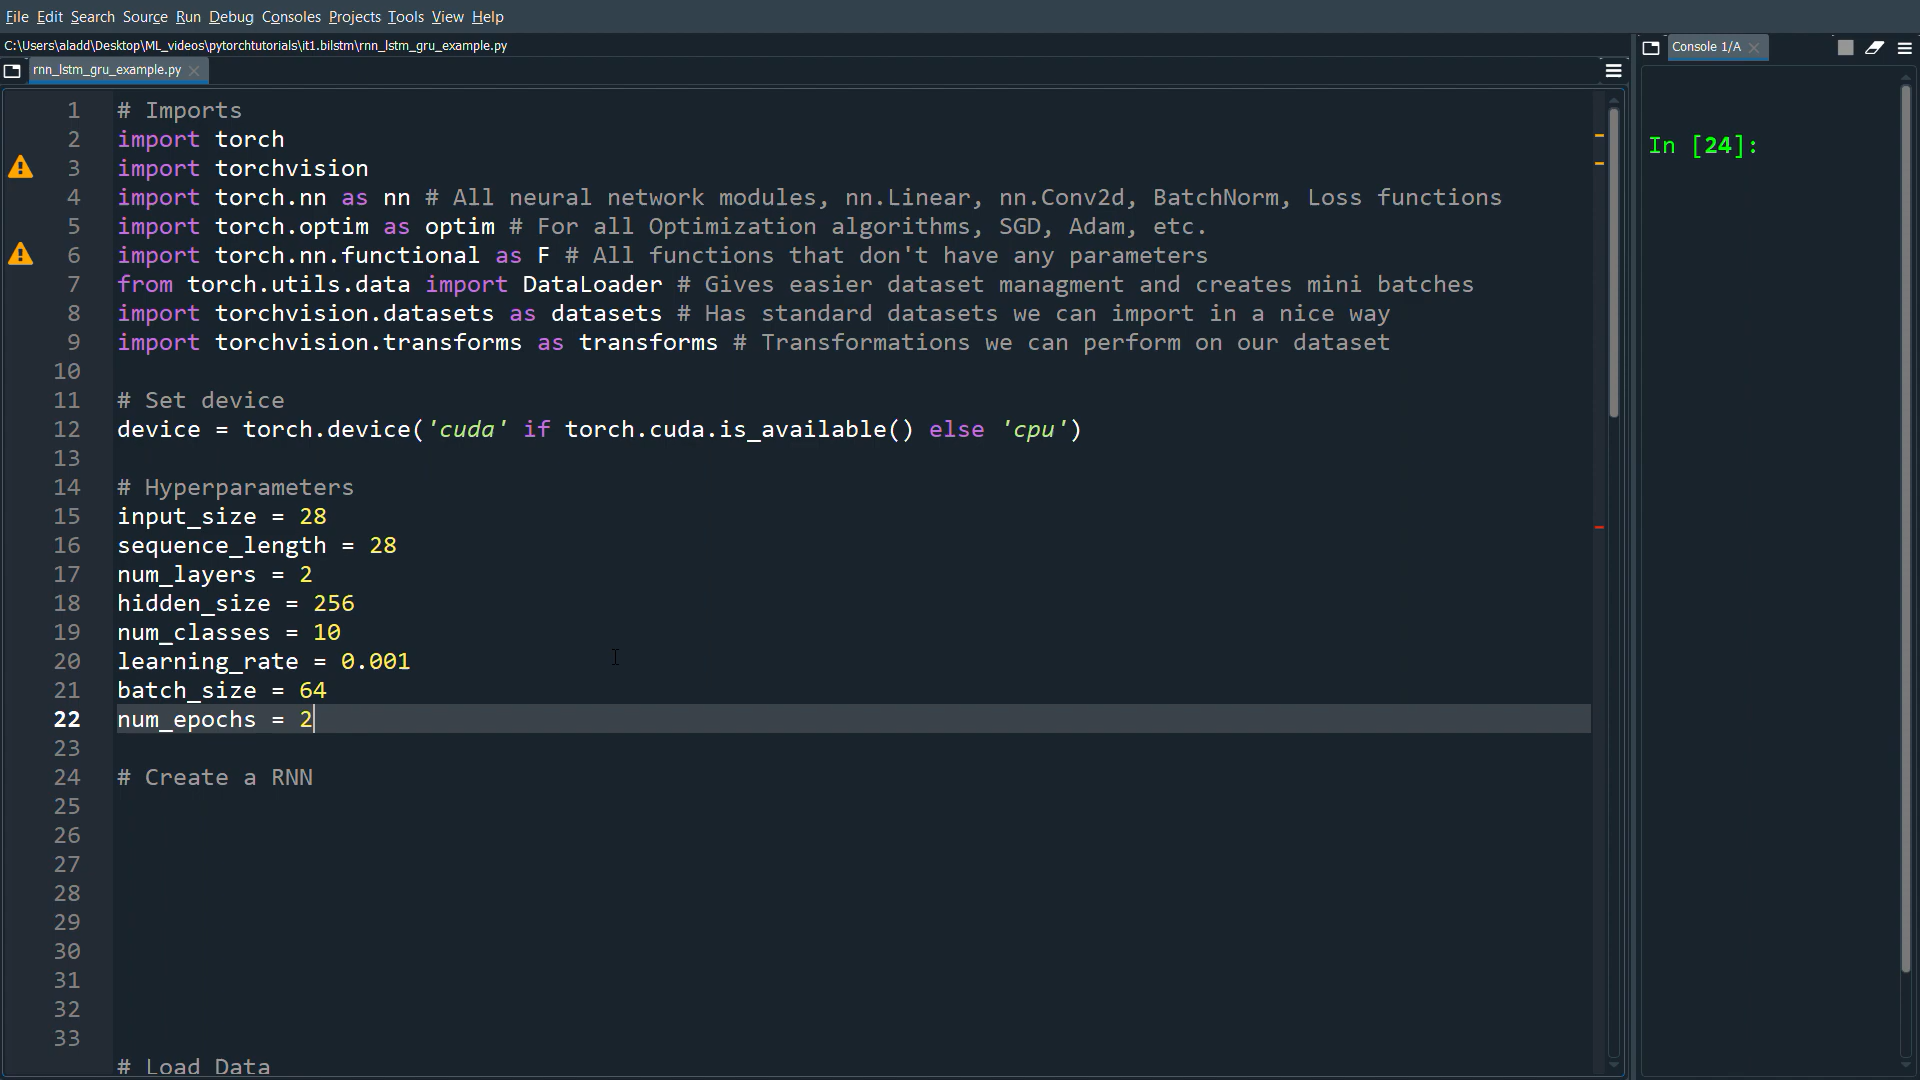 File Edit Search Source Run Debug Consoles Projects Tools View Help
C:\Users\aladd\Desktop\ML_videos\pytorchtutorials\it1.bilstm\rnn_lstm_gru_example.py
rnn_lstm_gru_example.py
Console 1/A
1 # Imports
2 import torch
3 import torchvision
4 import torch.nn as nn # All neural network modules, nn.Linear, nn.Conv2d, BatchNorm, Loss functions
5 import torch.optim as optim # For all Optimization algorithms, SGD, Adam, etc.
6 import torch.nn.functional as F # All functions that don't have any parameters
7 from torch.utils.data import DataLoader # Gives easier dataset managment and creates mini batches
8 import torchvision.datasets as datasets # Has standard datasets we can import in a nice way
9 import torchvision.transforms as transforms # Transformations we can perform on our dataset
10
11 # Set device
12 device = torch.device('cuda' if torch.cuda.is_available() else 'cpu')
13
14 # Hyperparameters
15 input_size = 28
16 sequence_length = 28
17 num_layers = 2
18 hidden_size = 256
19 num_classes = 10
20 learning_rate = 0.001
21 batch_size = 64
22 num_epochs = 2
23
24 # Create a RNN
25
26
27
28
29
30
31
32
33
# Load Data
In [24]: